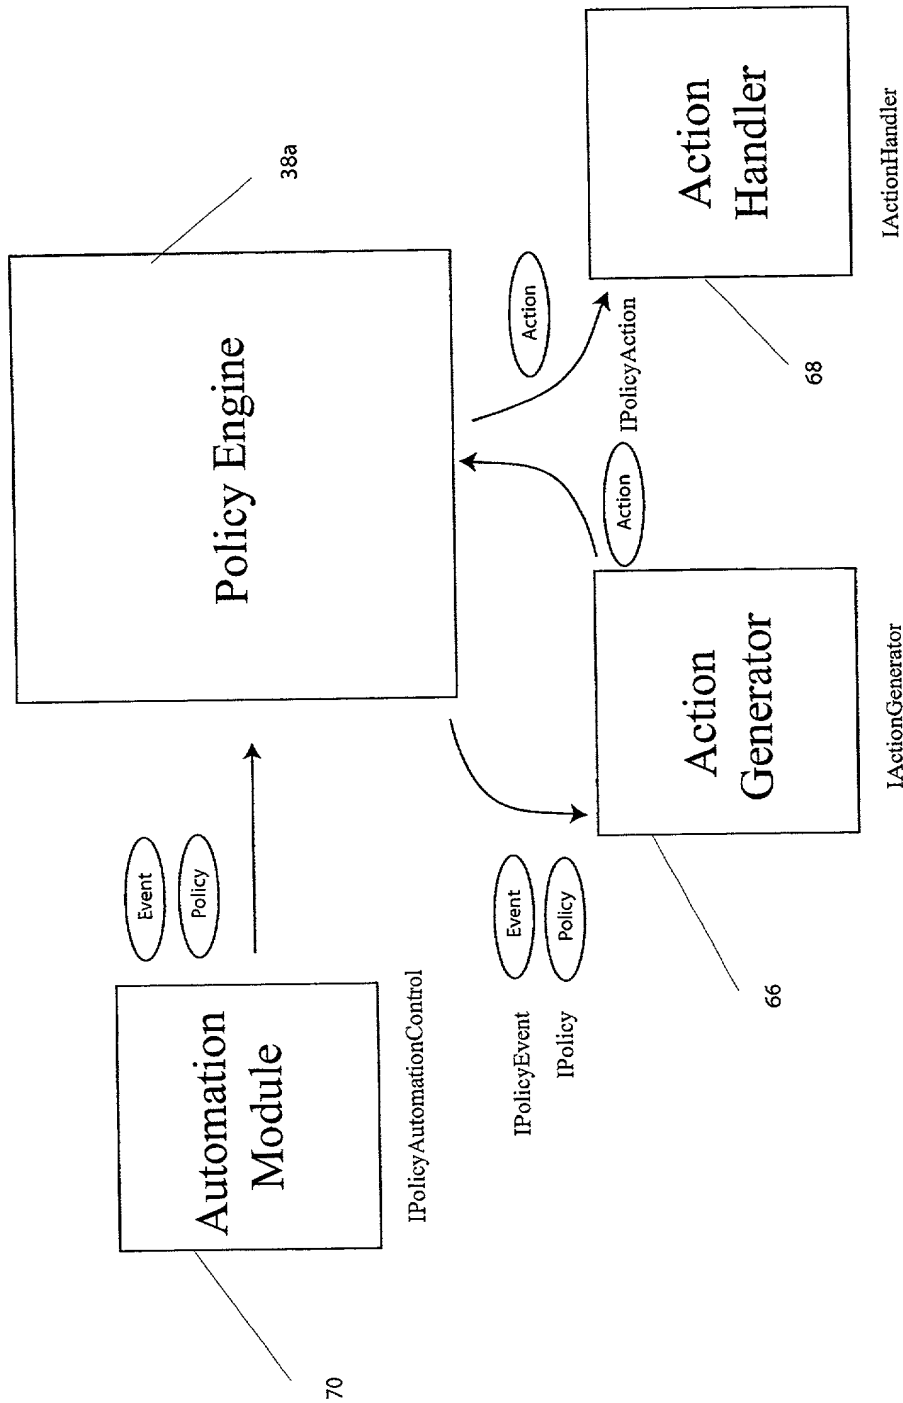 Automation
Module
IPolicyAutomationControl
70
Event
Policy
Policy Engine
38a
IPolicyEvent
Event
IPolicy
Policy
Action
Generator
IActionGenerator
66
Action
IPolicyAction
Action
Action
Handler
IActionHandler
68